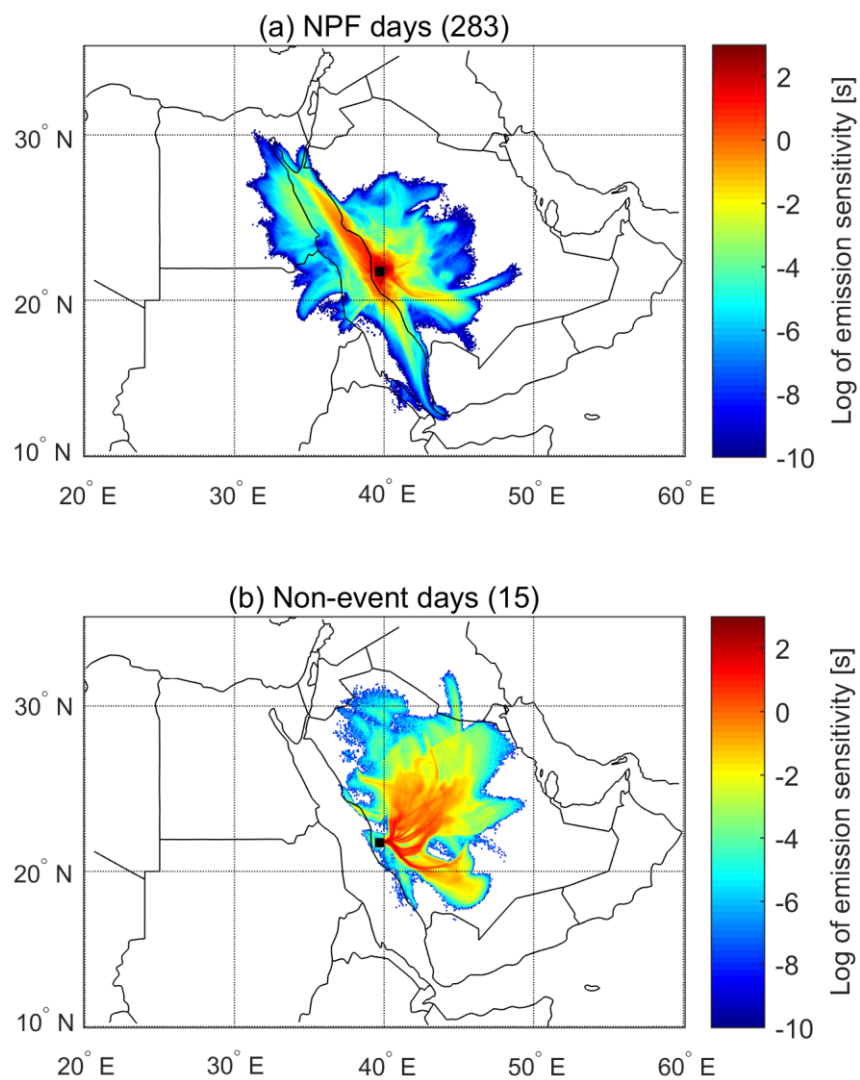 (a) NPF days (283)
30° N
20° N
10° N
20° E
30° E
40° E
50° E
60° E
2
0
-2
-4
-6
-8
-10
Log of emission sensitivity [s]
(b) Non-event days (15)
30° N
20° N
10° N
20° E
30° E
40° E
50° E
60° E
2
0
-2
-4
-6
-8
-10
Log of emission sensitivity [s]